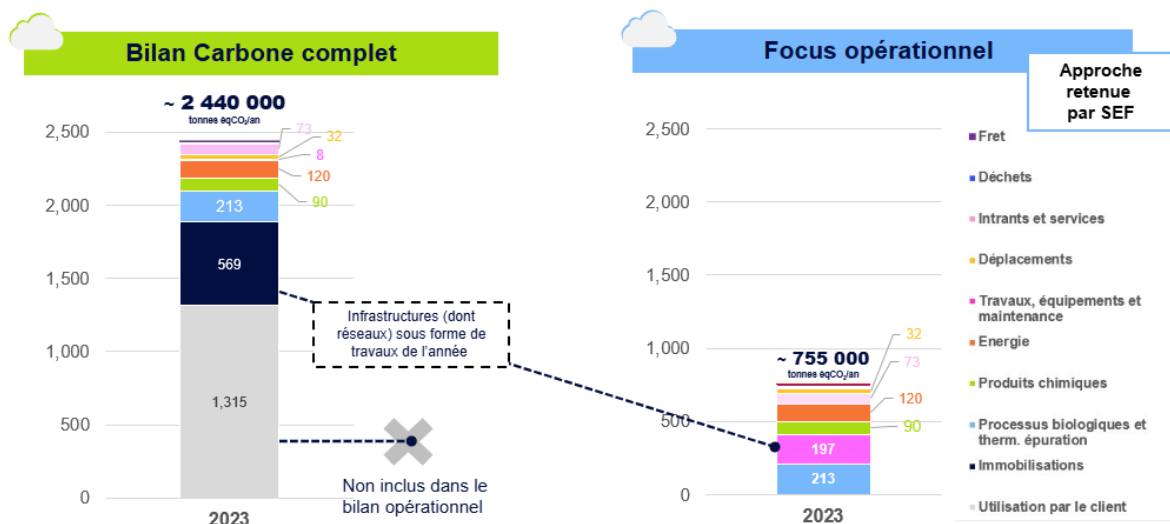 Bilan Carbone complet
~ 2 440 000
tonnes éqCO₂/an
2,500
2,000
1,500
1,000
500
0
73
32
8
120
90
213
569
1,315
2023
Infrastructures (dont
réseaux) sous forme de
travaux de l'année
Non inclus dans le
bilan opérationnel
Focus opérationnel
Approche
retenue
par SEF
2,500
2,000
1,500
1,000
500
0
~ 755 000
tonnes éqCO₂/an
32
73
120
90
197
213
2023
Fret
Déchets
Intrants et services
Déplacements
Travaux, équipements et
maintenance
Energie
Produits chimiques
Processus biologiques et
therm. épuration
Immobilisations
Utilisation par le client